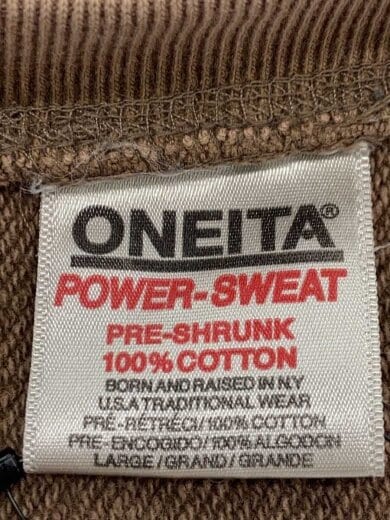 ONEITA®
POWER-SWEAT
PRE-SHRUNK
100% COTTON
BORN AND RAISED IN N.Y
U.S.A TRADITIONAL WEAR
PRÉ-RÉTRÉCI/100% COTTON
PRE-ENCOGIDO/100% ALGODON
LARGE/GRAND/GRANDE